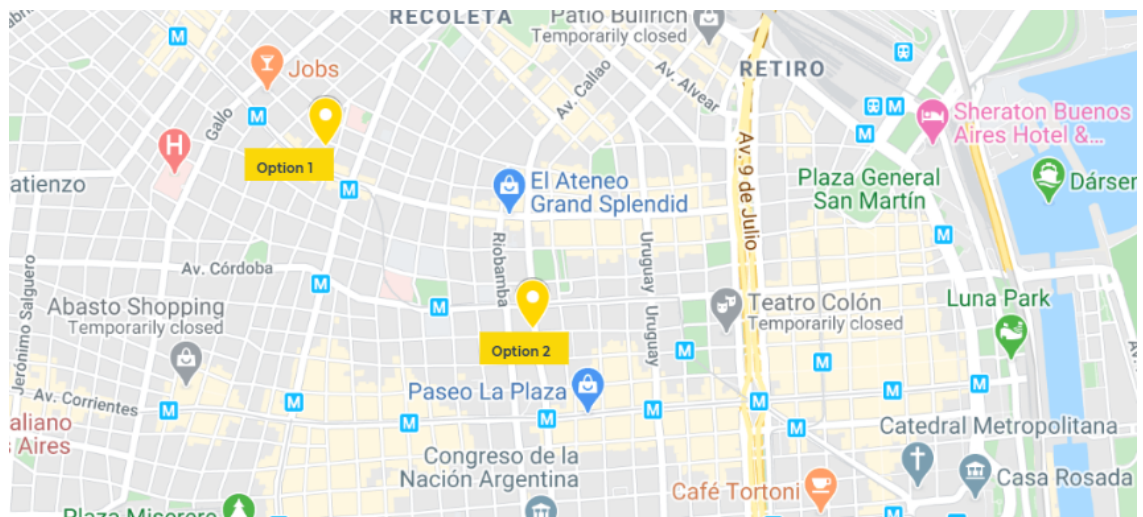 RECOLETA
Patio Bullrich
Temporarily closed
M
Jobs
Av. Callao
Av. Alvear
RETIRO
Gallo
M
M
M
Sheraton Buenos
Aires Hotel &...
H
Option 1
atienzo
M
El Ateneo
Grand Splendid
Av. 9 de Julio
Plaza General
San Martín
Dársen
M
Riobamba
Uruguay
Av. Córdoba
M
M
Jerónimo Salguero
Abasto Shopping
Temporarily closed
Teatro Colón
Temporarily closed
Luna Park
Uruguay
Option 2
M
Paseo La Plaza
Av. Corrientes
M
M
M
M
M
M
M
aliano
s Aires
Catedral Metropolitana
Congreso de la
Nación Argentina
Casa Rosada
Café Tortoni
Plaza Miserere
M
M